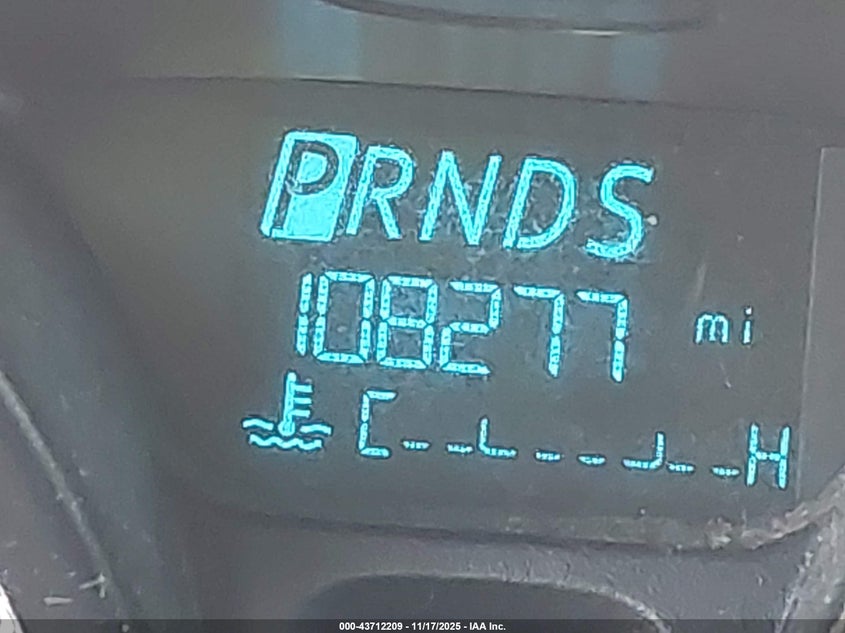 PRNDS
108277 mi
C H
000-43712209 - 11/17/2025 - IAA Inc.